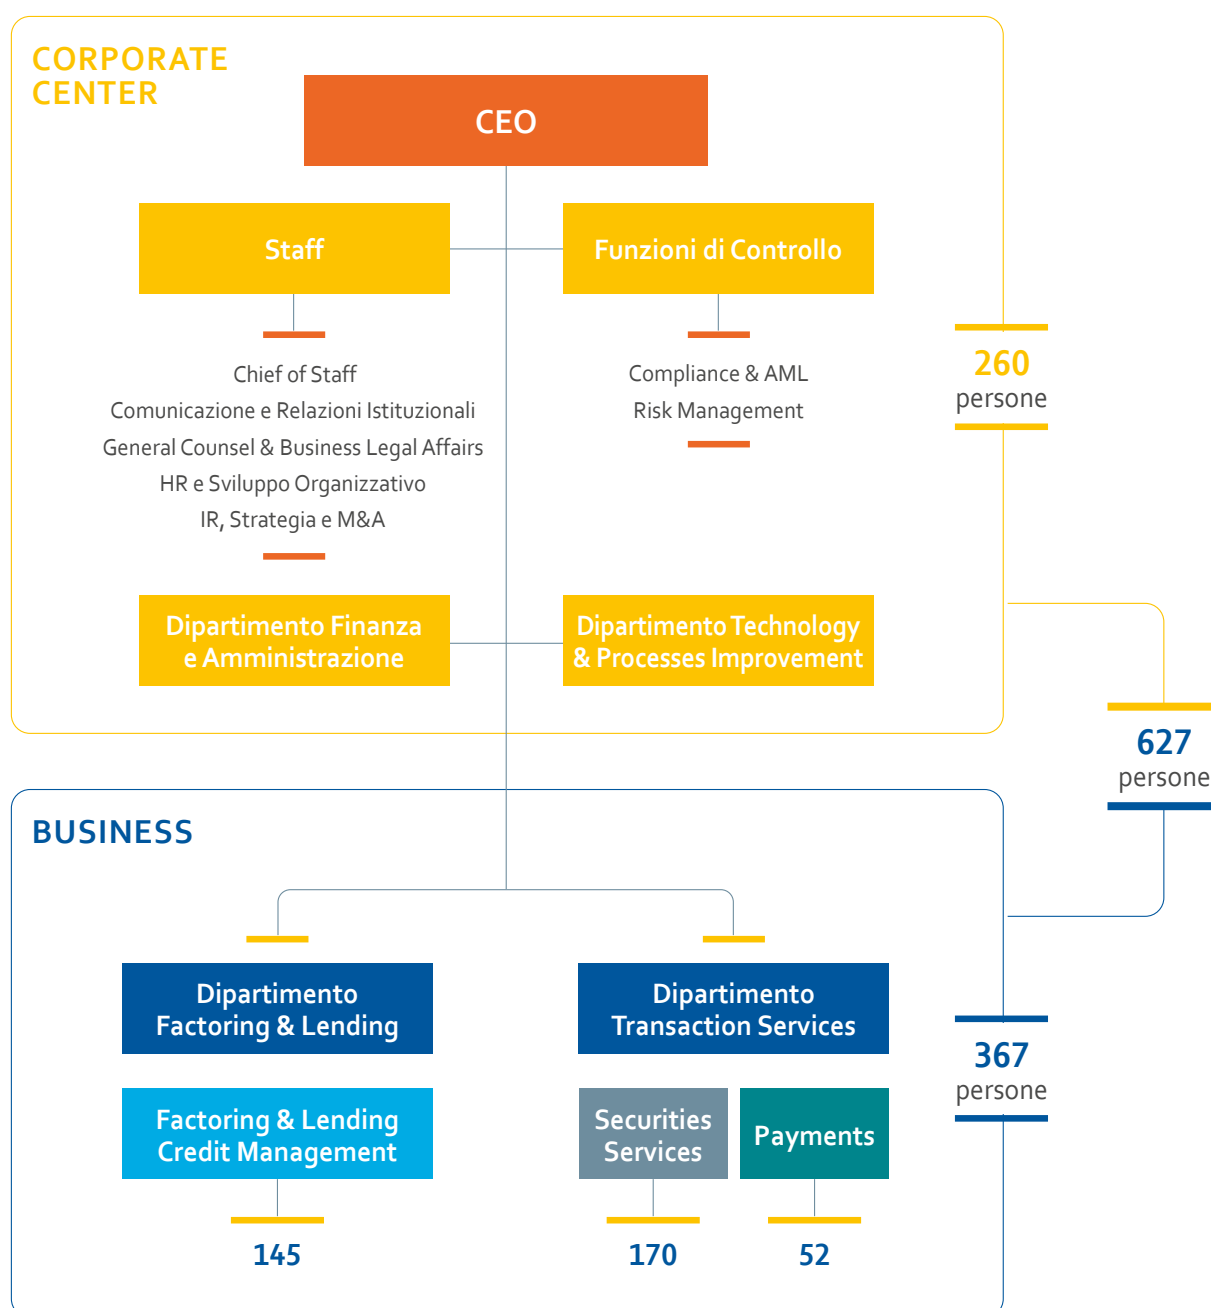 CORPORATE
CENTER
CEO
Staff
Funzioni di Controllo
Chief of Staff
Comunicazione e Relazioni Istituzionali
General Counsel & Business Legal Affairs
HR e Sviluppo Organizzativo
IR, Strategia e M&A
Compliance & AML
Risk Management
260
persone
Dipartimento Finanza
e Amministrazione
Dipartimento Technology
& Processes Improvement
627
persone
BUSINESS
Dipartimento
Factoring & Lending
Dipartimento
Transaction Services
367
persone
Factoring & Lending
Credit Management
Securities
Services
Payments
145
170
52